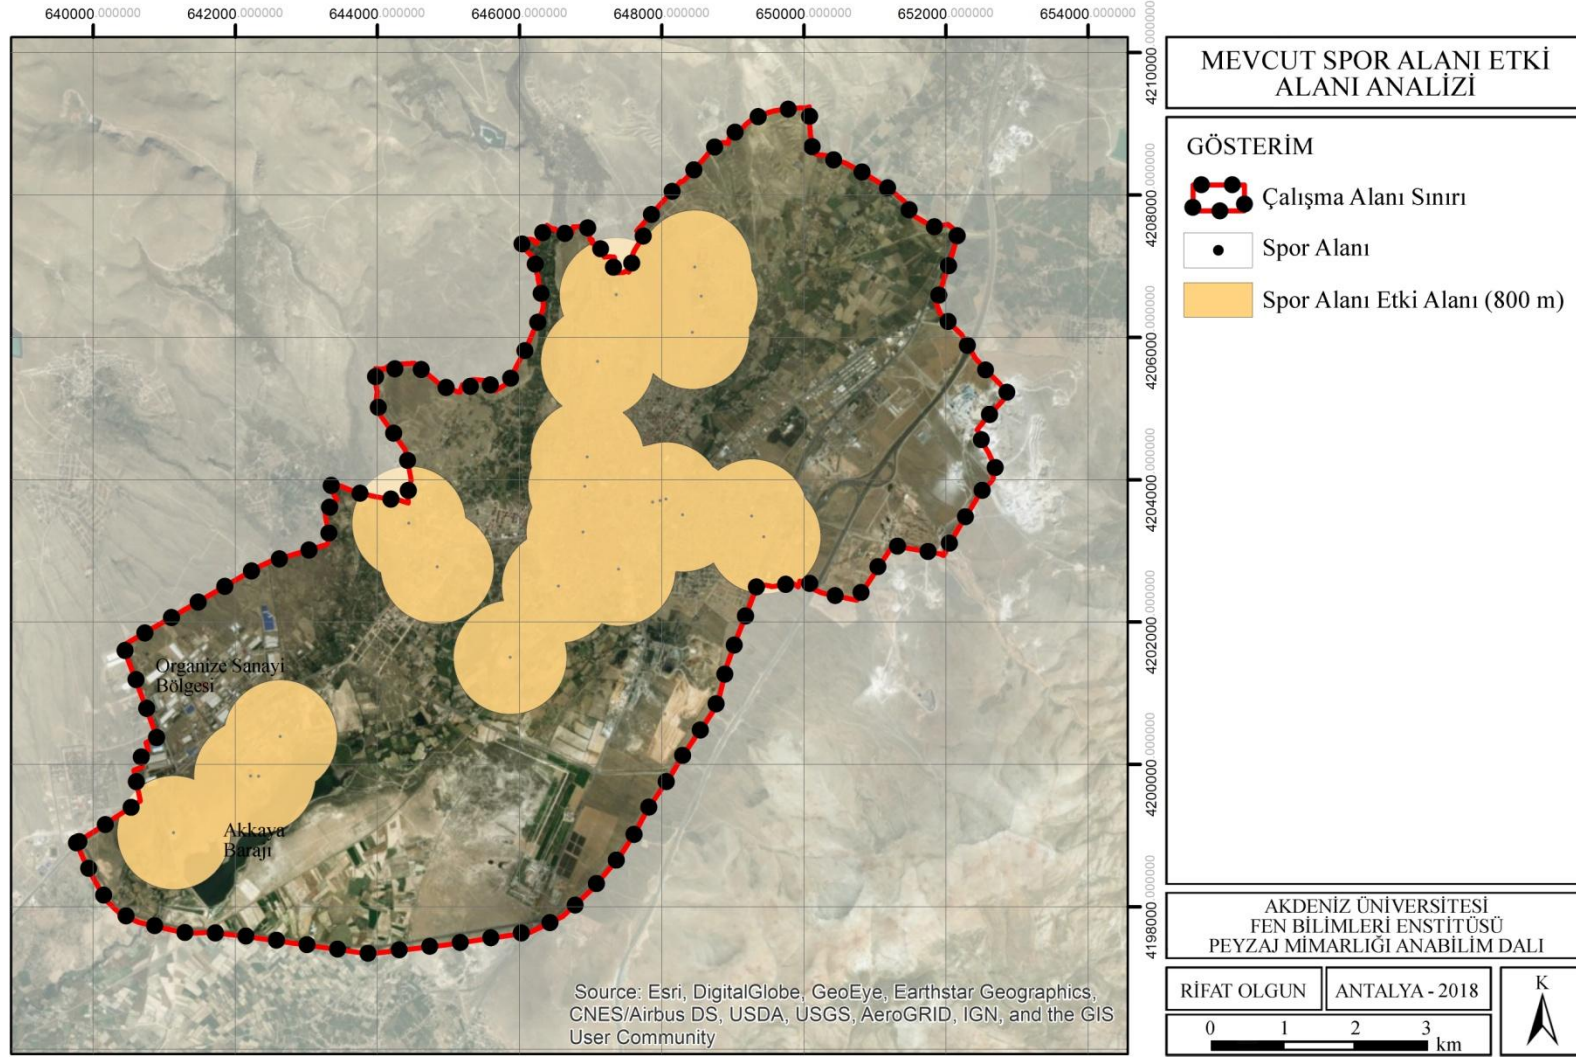 640000.000000 642000.000000 644000.000000 646000.000000 648000.000000 650000.000000 652000.000000 654000.000000
4210000.000000
4208000.000000
4206000.000000
4204000.000000
4202000.000000
4200000.000000
4198000.000000
Organize Sanayi
Bölgesi
Akkaya
Barajı
Source: Esri, DigitalGlobe, GeoEye, Earthstar Geographics,
CNES/Airbus DS, USDA, USGS, AeroGRID, IGN, and the GIS
User Community
MEVCUT SPOR ALANI ETKİ
ALANI ANALİZİ
GÖSTERİM
Çalışma Alanı Sınırı
Spor Alanı
Spor Alanı Etki Alanı (800 m)
AKDENİZ ÜNİVERSİTESİ
FEN BİLİMLERİ ENSTİTÜSÜ
PEYZAJ MİMARLIĞI ANABİLİM DALI
RİFAT OLGUN
ANTALYA - 2018
K
0 1 2 3
km